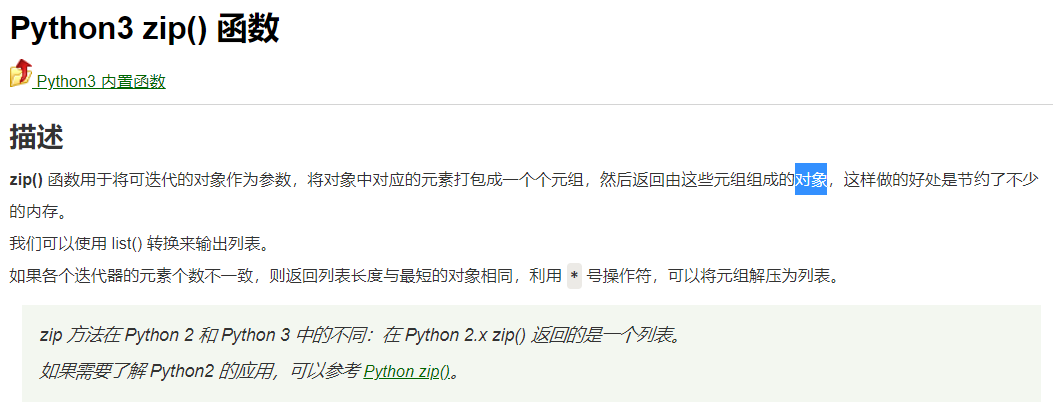 Python3 zip() 函数
Python3 内置函数
描述
zip() 函数用于将可迭代的对象作为参数，将对象中对应的元素打包成一个个元组，然后返回由这些元组组成的对象，这样做的好处是节约了不少
的内存。
我们可以使用 list() 转换来输出列表。
如果各个迭代器的元素个数不一致，则返回列表长度与最短的对象相同，利用 * 号操作符，可以将元组解压为列表。
zip 方法在 Python 2 和 Python 3 中的不同：在 Python 2.x zip() 返回的是一个列表。
如果需要了解 Python2 的应用，可以参考 Python zip()。